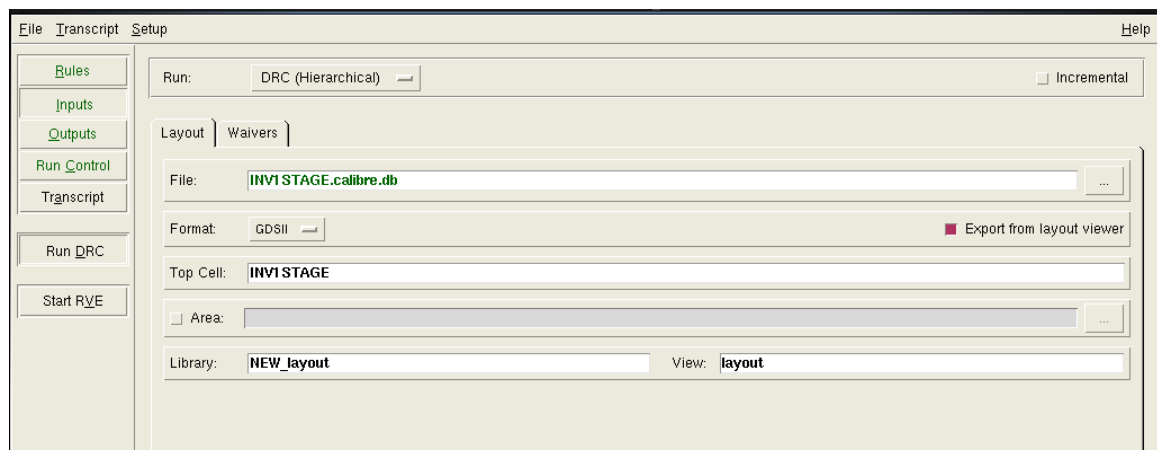 File Transcript Setup Help
Rules
Inputs
Outputs
Run Control
Transcript
Run DRC
Start RVE
Run: DRC (Hierarchical) Incremental
Layout Waivers
File: INV1STAGE.calibre.db ...
Format: GDSII Export from layout viewer
Top Cell: INV1STAGE
Area: ...
Library: NEW_layout View: layout